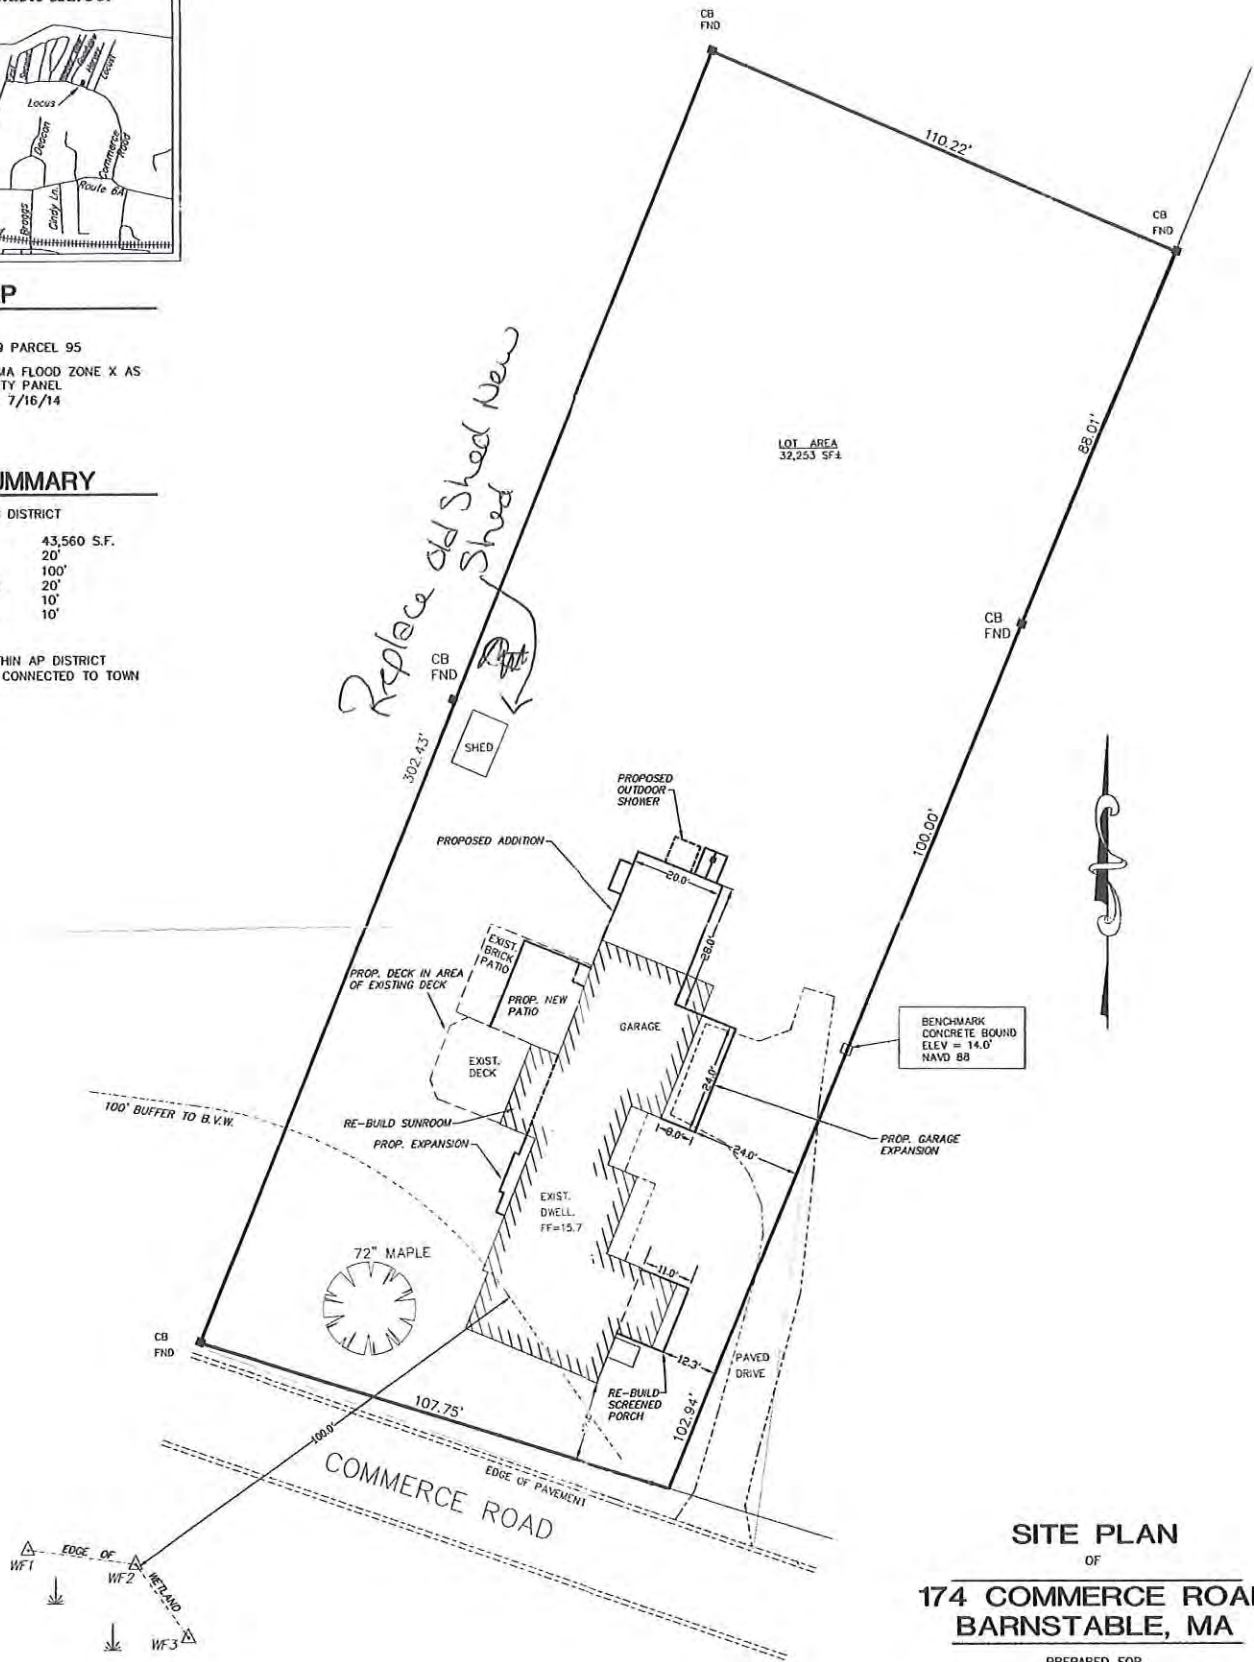 Locus
Deacon
Harvey
Locust
Commerce
Road
Route 6A
Braggs
Cindy Ln.
P
PARCEL 95
MA FLOOD ZONE X AS
TY PANEL
7/16/14
UMMARY
DISTRICT
43,560 S.F.
20'
100'
20'
10'
10'
THIN AP DISTRICT
CONNECTED TO TOWN
CB
FND
110.22'
CB
FND
Replace Old Shed New
Shed
LOT AREA
32,253 SF±
88.01'
CB
FND
CB
FND
SHED
302.43'
PROPOSED
OUTDOOR
SHOWER
PROPOSED ADDITION
100.00'
20.0'
28.0'
EXIST.
BRICK
PATIO
PROP. DECK IN AREA
OF EXISTING DECK
PROP. NEW
PATIO
GARAGE
BENCHMARK
CONCRETE BOUND
ELEV = 14.0'
NAVD 88
EXIST.
DECK
24.0'
100' BUFFER TO B.V.W.
RE-BUILD SUNROOM
PROP. EXPANSION
8.0'
24.0'
PROP. GARAGE
EXPANSION
EXIST.
DWELL.
FF=15.7
72" MAPLE
11.0'
CB
FND
12.3'
PAVED
DRIVE
RE-BUILD
SCREENED
PORCH
107.75'
102.94'
100.0'
EDGE OF PAVEMENT
COMMERCE ROAD
WF1
EDGE OF
WF2
WETLAND
WF3
SITE PLAN
OF
174 COMMERCE ROAD
BARNSTABLE, MA
PREPARED FOR